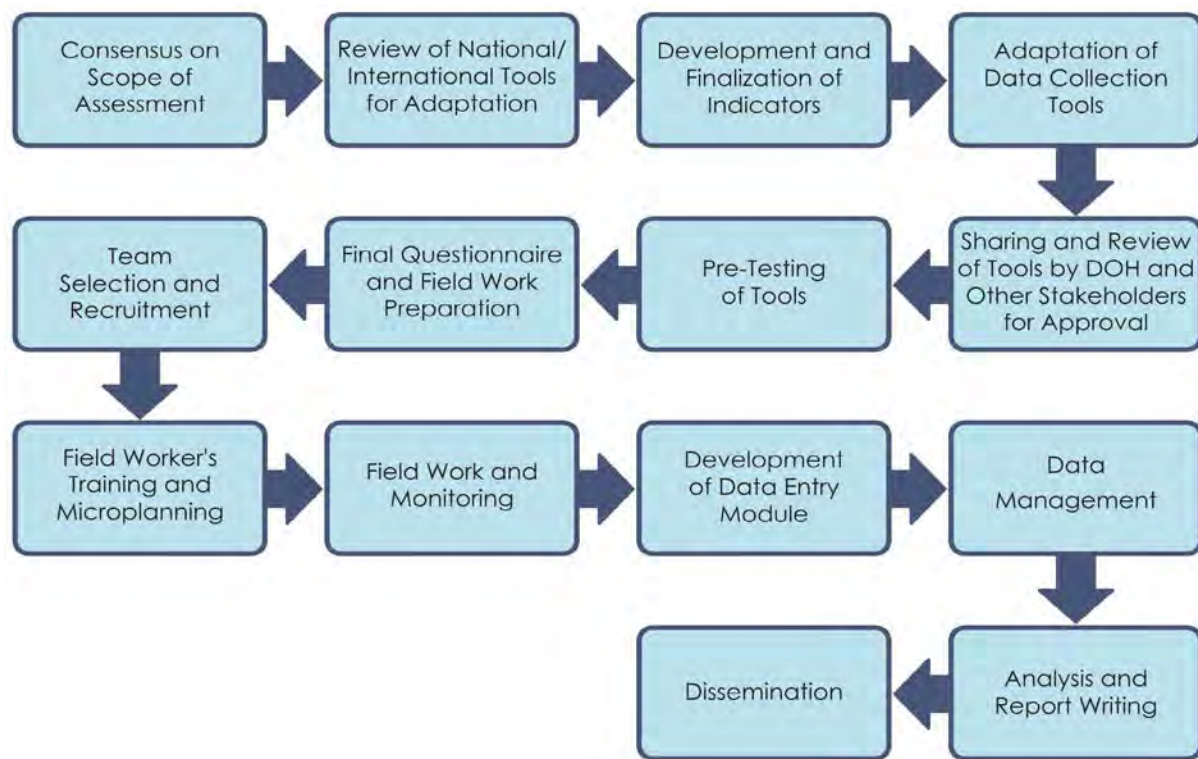 Consensus on
Scope of
Assessment
Review of National/
International Tools
for Adaptation
Development and
Finalization of
Indicators
Adaptation of
Data Collection
Tools
Sharing and Review
of Tools by DOH and
Other Stakeholders
for Approval
Pre-Testing
of Tools
Final Questionnaire
and Field Work
Preparation
Team
Selection and
Recruitment
Field Worker's
Training and
Microplanning
Field Work and
Monitoring
Development
of Data Entry
Module
Data
Management
Analysis and
Report Writing
Dissemination